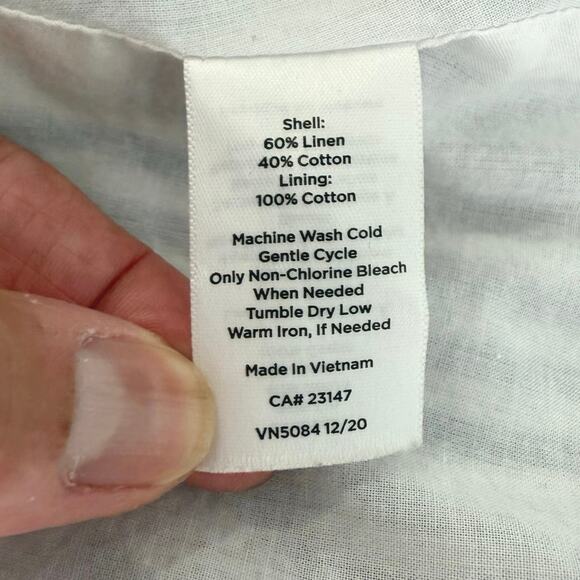 Shell:
60% Linen
40% Cotton
Lining:
100% Cotton
Machine Wash Cold
Gentle Cycle
Only Non-Chlorine Bleach
When Needed
Tumble Dry Low
Warm Iron, If Needed
Made In Vietnam
CA# 23147
VN5084 12/20